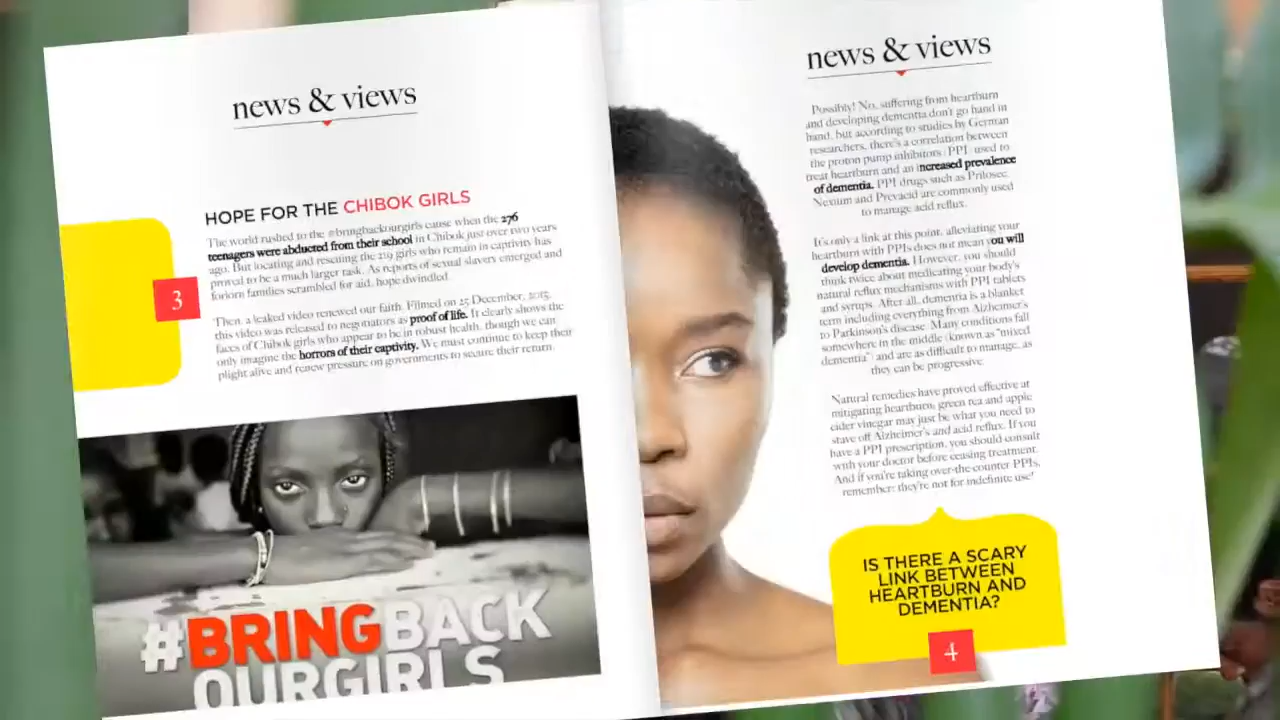 news & views
HOPE FOR THE CHIBOK GIRLS
The world rushed to the #bringbackourgirls cause when the 276
teenagers were abducted from their school in Chibok just over two years
ago. But locating and rescuing the 219 girls who remain in captivity has
proved to be a much larger task. As reports of sexual slavery emerged and
forlorn families scrambled for aid, hope dwindled.
Then, a leaked video renewed our faith. Filmed on 25 December, 2015,
this video was released to negotiators as proof of life. It clearly shows the
faces of Chibok girls who appear to be in robust health, though we can
only imagine the horrors of their captivity. We must continue to keep their
plight alive and renew pressure on governments to secure their return.
3
#BRINGBACK
OURGIRLS
news & views
Possibly! No, suffering from heartburn
and developing dementia don't go hand in
hand, but according to studies by German
researchers, there's a correlation between
the proton pump inhibitors (PPI) used to
treat heartburn and an increased prevalence
of dementia. PPI drugs such as Prilosec,
Nexium and Prevacid are commonly used
to manage acid reflux.
It's only a link at this point, alleviating your
heartburn with PPIs does not mean you will
develop dementia. However, you should
think twice about medicating your body's
natural reflux mechanisms with PPI tablets
and syrups. After all, dementia is a blanket
term including everything from Alzheimer's
to Parkinson's disease. Many conditions fall
somewhere in the middle (known as "mixed
dementia") and are as difficult to manage, as
they can be progressive.
Natural remedies have proved effective at
mitigating heartburn, green tea and apple
cider vinegar may just be what you need to
stave off Alzheimer's and acid reflux. If you
have a PPI prescription, you should consult
with your doctor before ceasing treatment.
And if you're taking over-the-counter PPIs,
remember: they're not for indefinite use!
IS THERE A SCARY
LINK BETWEEN
HEARTBURN AND
DEMENTIA?
4